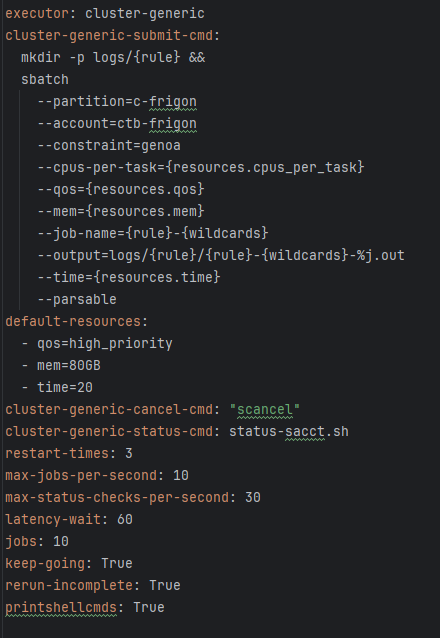 executor: cluster-generic
cluster-generic-submit-cmd:
  mkdir -p logs/{rule} &&
  sbatch
    --partition=c-frigon
    --account=ctb-frigon
    --constraint=genoa
    --cpus-per-task={resources.cpus_per_task}
    --qos={resources.qos}
    --mem={resources.mem}
    --job-name={rule}-{wildcards}
    --output=logs/{rule}/{rule}-{wildcards}-%j.out
    --time={resources.time}
    --parsable
default-resources:
  - qos=high_priority
  - mem=80GB
  - time=20
cluster-generic-cancel-cmd: "scancel"
cluster-generic-status-cmd: status-sacct.sh
restart-times: 3
max-jobs-per-second: 10
max-status-checks-per-second: 30
latency-wait: 60
jobs: 10
keep-going: True
rerun-incomplete: True
printshellcmds: True